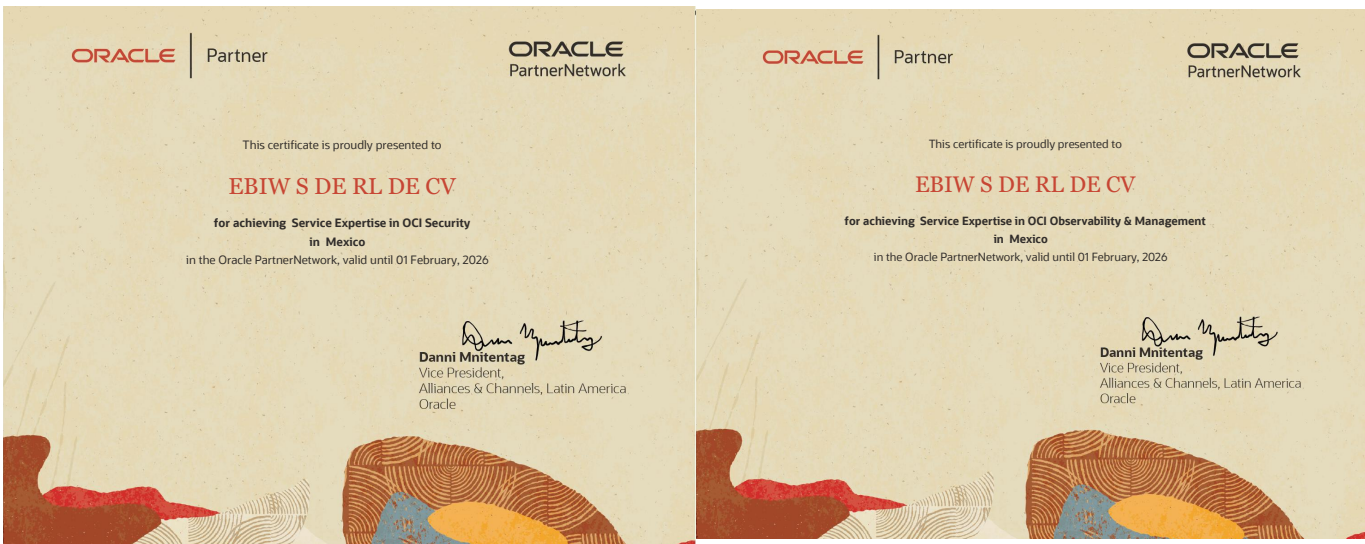 ORACLE | Partner
ORACLE
PartnerNetwork
This certificate is proudly presented to
EBIW S DE RL DE CV
for achieving Service Expertise in OCI Security
in Mexico
in the Oracle PartnerNetwork, valid until 01 February, 2026
Danni Mnitentag
Vice President,
Alliances & Channels, Latin America
Oracle
ORACLE | Partner
ORACLE
PartnerNetwork
This certificate is proudly presented to
EBIW S DE RL DE CV
for achieving Service Expertise in OCI Observability & Management
in Mexico
in the Oracle PartnerNetwork, valid until 01 February, 2026
Danni Mnitentag
Vice President,
Alliances & Channels, Latin America
Oracle